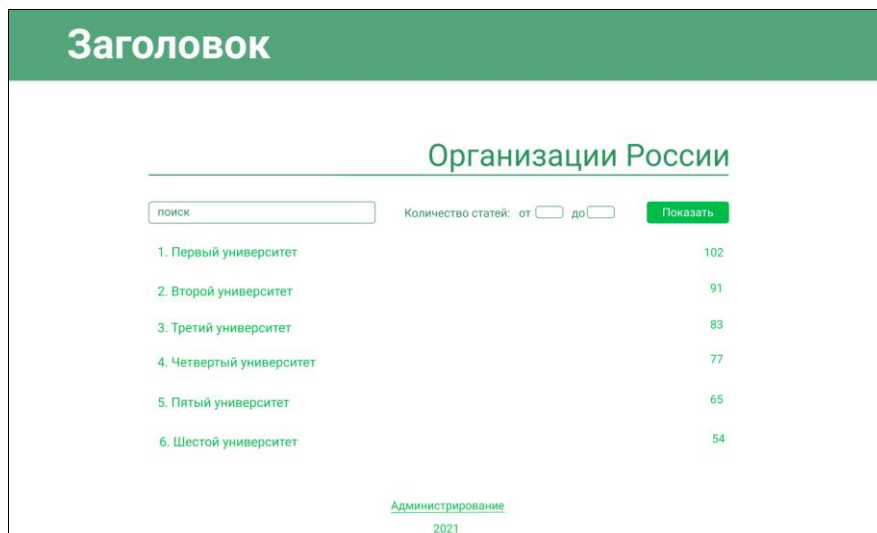 Заголовок
Организации России
поиск Количество статей: от до Показать
1. Первый университет 102
2. Второй университет 91
3. Третий университет 83
4. Четвертый университет 77
5. Пятый университет 65
6. Шестой университет 54
Администрирование
2021